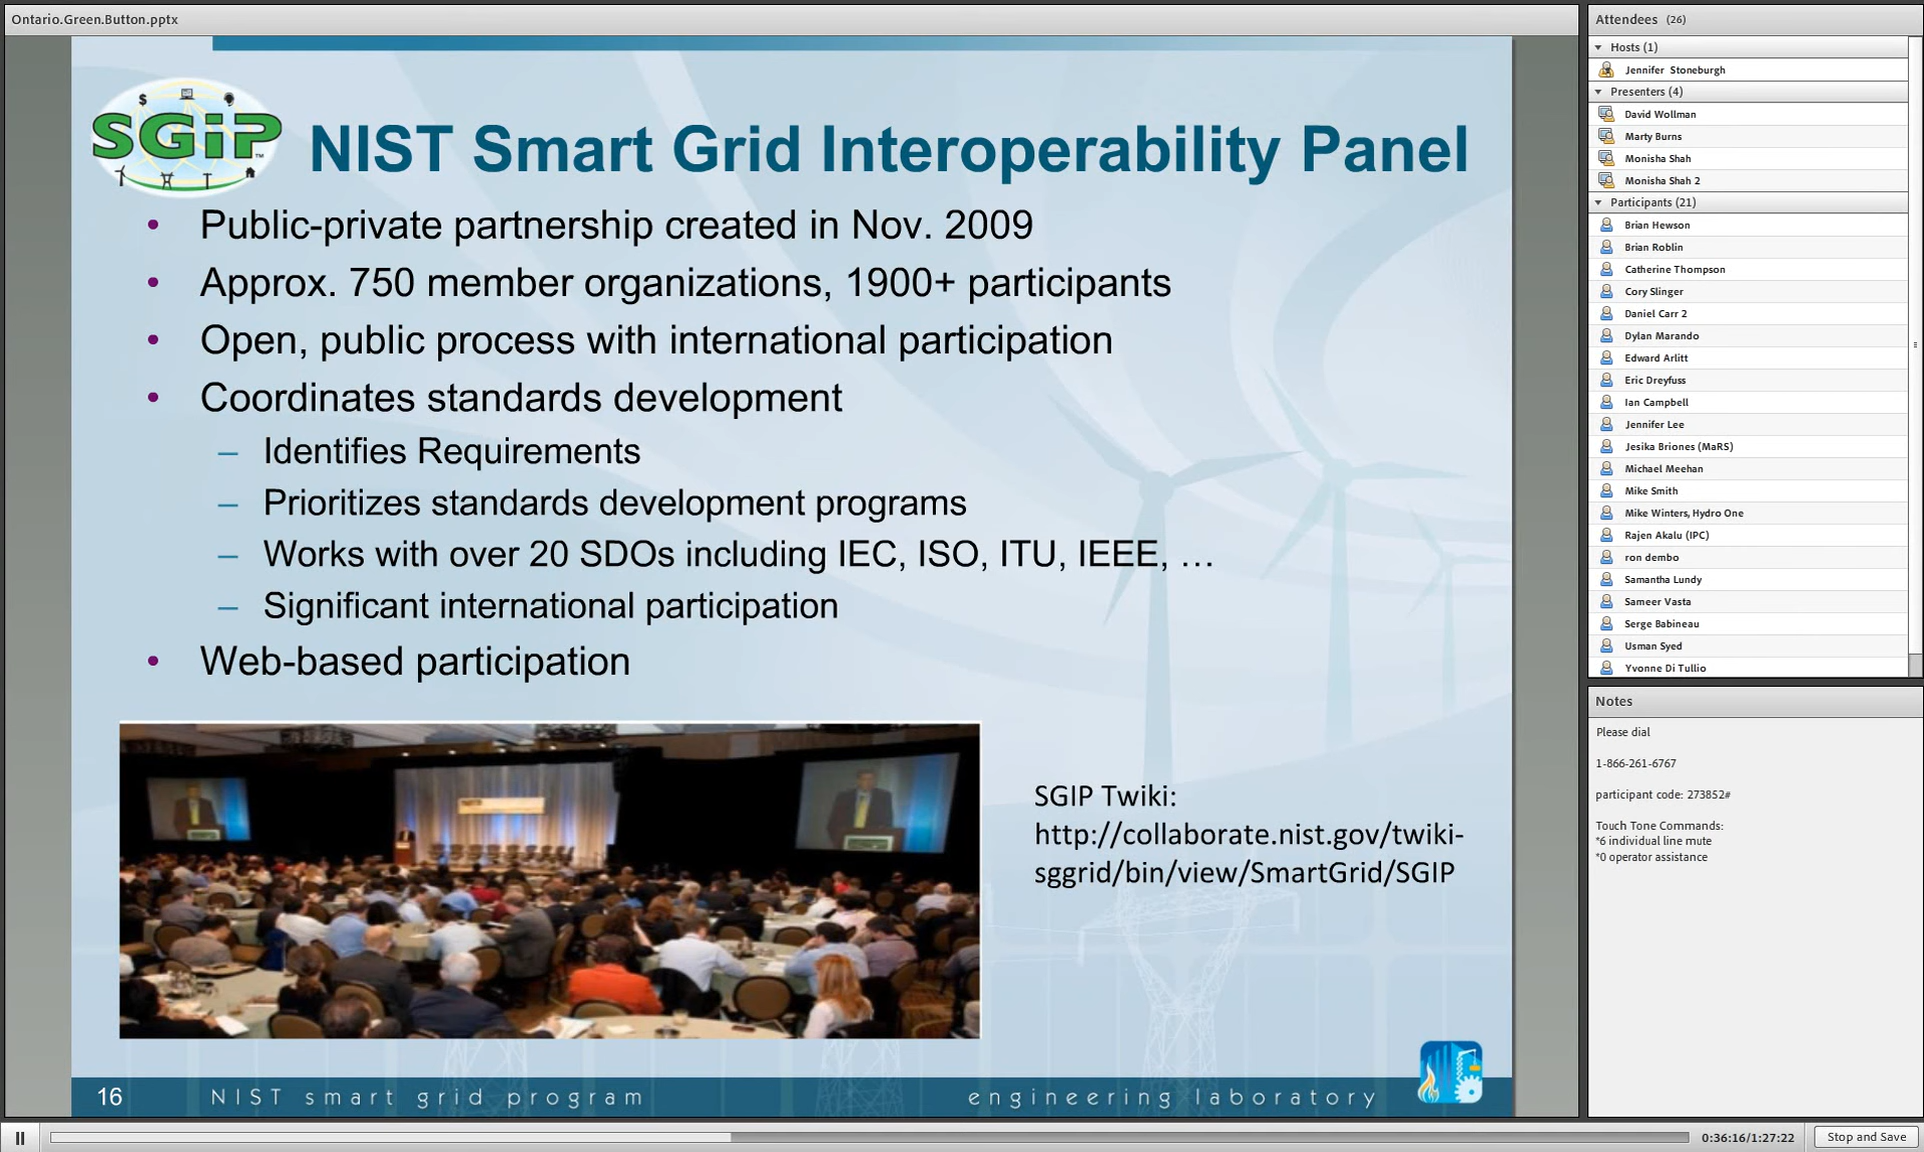 Ontario.Green.Button.pptx
SGiP
NIST Smart Grid Interoperability Panel
• Public-private partnership created in Nov. 2009
• Approx. 750 member organizations, 1900+ participants
• Open, public process with international participation
• Coordinates standards development
– Identifies Requirements
– Prioritizes standards development programs
– Works with over 20 SDOs including IEC, ISO, ITU, IEEE, …
– Significant international participation
• Web-based participation
SGIP Twiki:
http://collaborate.nist.gov/twiki-
sggrid/bin/view/SmartGrid/SGIP
16 NIST smart grid program engineering laboratory
Attendees (26)
Hosts (1)
Jennifer Stoneburgh
Presenters (4)
David Wollman
Marty Burns
Monisha Shah
Monisha Shah 2
Participants (21)
Brian Hewson
Brian Roblin
Catherine Thompson
Cory Slinger
Daniel Carr 2
Dylan Marando
Edward Arlitt
Eric Dreyfuss
Ian Campbell
Jennifer Lee
Jesika Briones (MaRS)
Michael Meehan
Mike Smith
Mike Winters, Hydro One
Rajen Akalu (IPC)
ron dembo
Samantha Lundy
Sameer Vasta
Serge Babineau
Usman Syed
Yvonne Di Tullio
Notes
Please dial
1-866-261-6767
participant code: 273852#
Touch Tone Commands:
*6 individual line mute
*0 operator assistance
0:36:16/1:27:22
Stop and Save